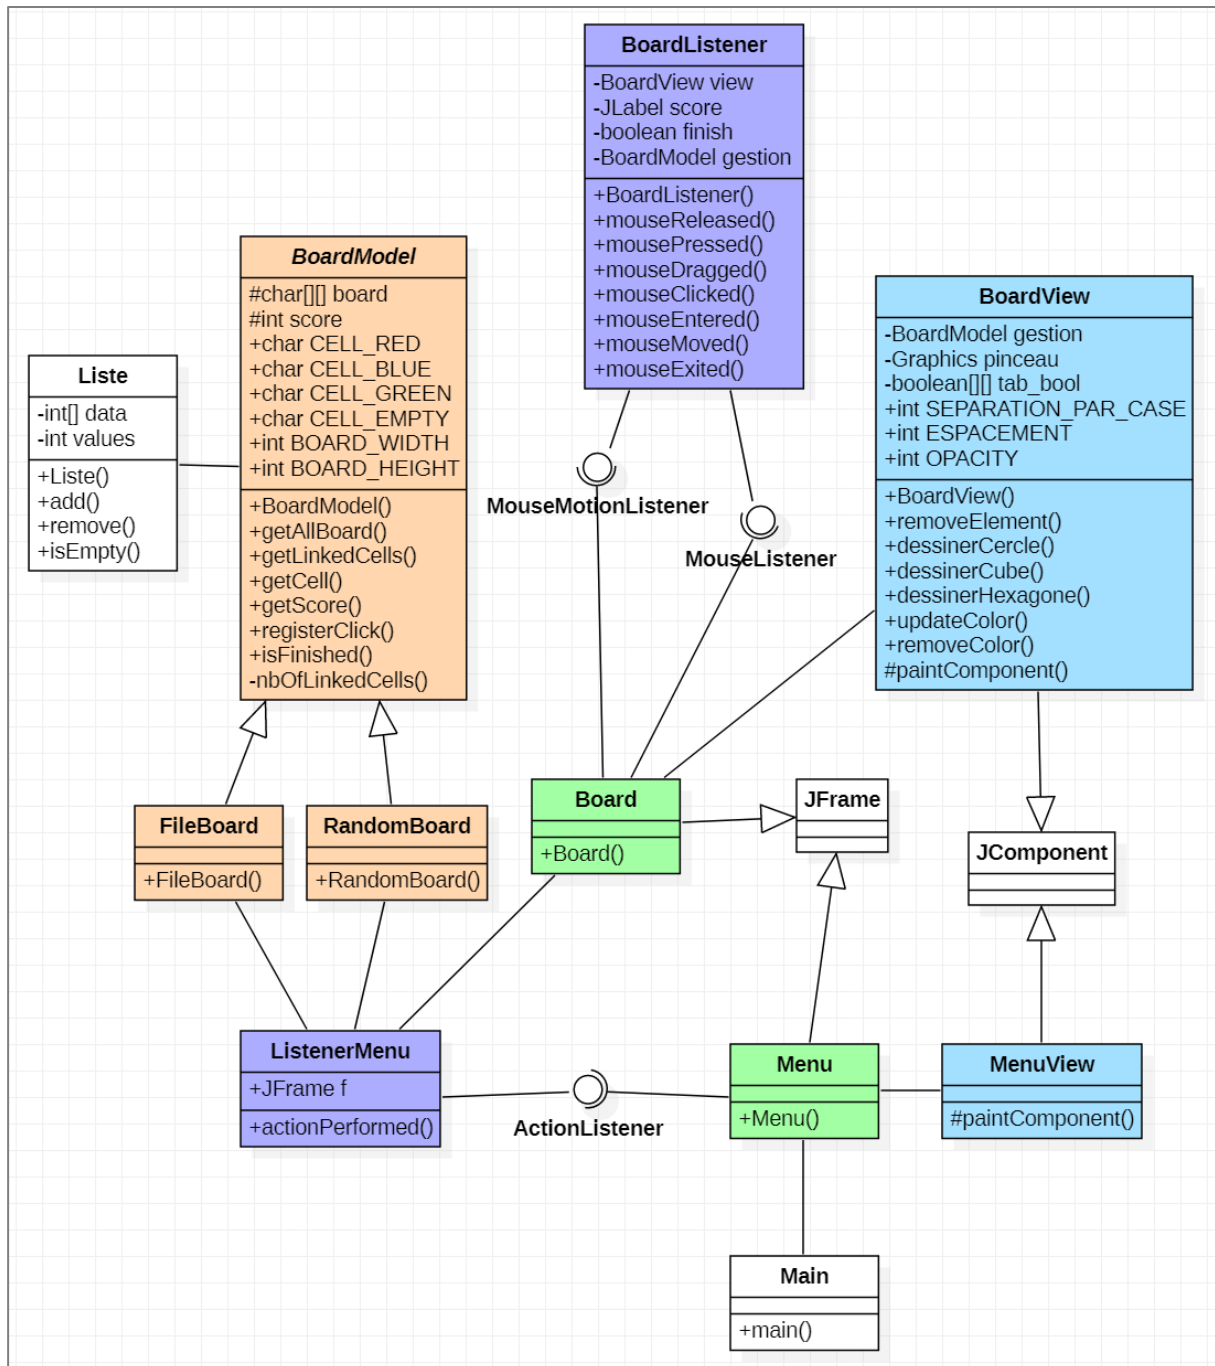 BoardListener
-BoardView view
-JLabel score
-boolean finish
-BoardModel gestion
+BoardListener()
+mouseReleased()
+mousePressed()
+mouseDragged()
+mouseClicked()
+mouseEntered()
+mouseMoved()
+mouseExited()
BoardModel
#char[][] board
#int score
+char CELL_RED
+char CELL_BLUE
+char CELL_GREEN
+char CELL_EMPTY
+int BOARD_WIDTH
+int BOARD_HEIGHT
+BoardModel()
+getAllBoard()
+getLinkedCells()
+getCell()
+getScore()
+registerClick()
+isFinished()
-nbOfLinkedCells()
BoardView
-BoardModel gestion
-Graphics pinceau
-boolean[][] tab_bool
+int SEPARATION_PAR_CASE
+int ESPACEMENT
+int OPACITY
+BoardView()
+removeElement()
+dessinerCercle()
+dessinerCube()
+dessinerHexagone()
+updateColor()
+removeColor()
#paintComponent()
Liste
-int[] data
-int values
+Liste()
+add()
+remove()
+isEmpty()
MouseMotionListener
MouseListener
FileBoard
+FileBoard()
RandomBoard
+RandomBoard()
Board
+Board()
JFrame
JComponent
ListenerMenu
+JFrame f
+actionPerformed()
ActionListener
Menu
+Menu()
MenuView
#paintComponent()
Main
+main()